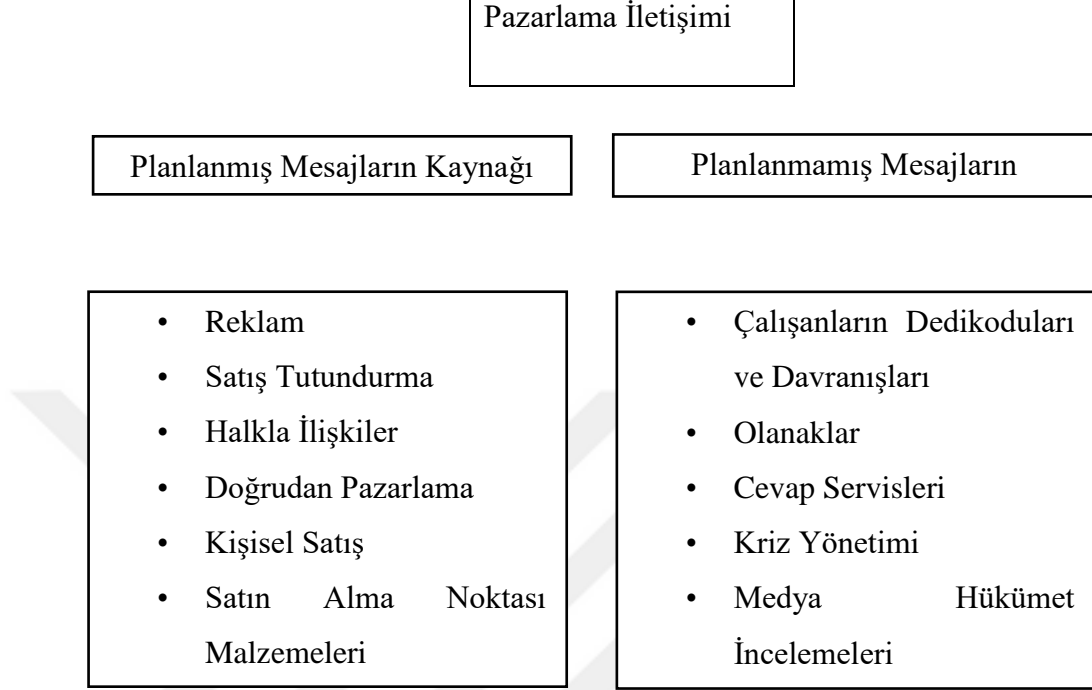 Pazarlama İletişimi
Planlanmış Mesajların Kaynağı
Planlanmamış Mesajların
• Reklam
• Satış Tutundurma
• Halkla İlişkiler
• Doğrudan Pazarlama
• Kişisel Satış
• Satın Alma Noktası
Malzemeleri
• Çalışanların Dedikoduları
ve Davranışları
• Olanaklar
• Cevap Servisleri
• Kriz Yönetimi
• Medya Hükümet
İncelemeleri